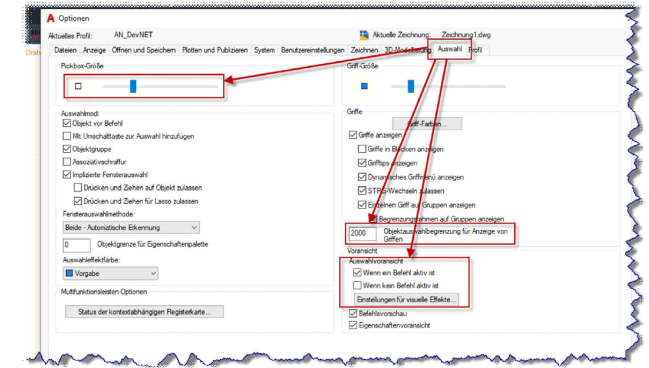 Optionen
Aktuelles Profil: AN_DevNET
Aktuelle Zeichnung: Zeichnung1.dwg
Dateien Anzeige Öffnen und Speichern Plotten und Publizieren System Benutzereinstellungen Zeichnen 3D-Modellierung Auswahl Profil
Pickbox-Größe
Auswahlmodi
Objekt vor Befehl
Mit Umschalttaste zur Auswahl hinzufügen
Objektgruppe
Assoziativschraffur
Implizierte Fensterauswahl
Drücken und Ziehen auf Objekt zulassen
Drücken und Ziehen für Lasso zulassen
Fensterauswahlmethode:
Beide - Automatische Erkennung
0 Objektgrenze für Eigenschaftenpalette
Auswahleffektfarbe:
Vorgabe
Multifunktionsleisten-Optionen
Status der kontextabhängigen Registerkarte...
Griff-Größe
Griffe
Griff-Farben...
Griffe anzeigen
Griffe in Blöcken anzeigen
Grifftips anzeigen
Dynamisches Griffmenü anzeigen
STRG-Wechseln zulassen
Einzelnen Griff auf Gruppen anzeigen
Begrenzungsrahmen auf Gruppen anzeigen
2000 Objektauswahlbegrenzung für Anzeige von
Griffen
Voransicht
Auswahlvoransicht
Wenn ein Befehl aktiv ist
Wenn kein Befehl aktiv ist
Einstellungen für visuelle Effekte...
Befehlsvorschau
Eigenschaftenvoransicht